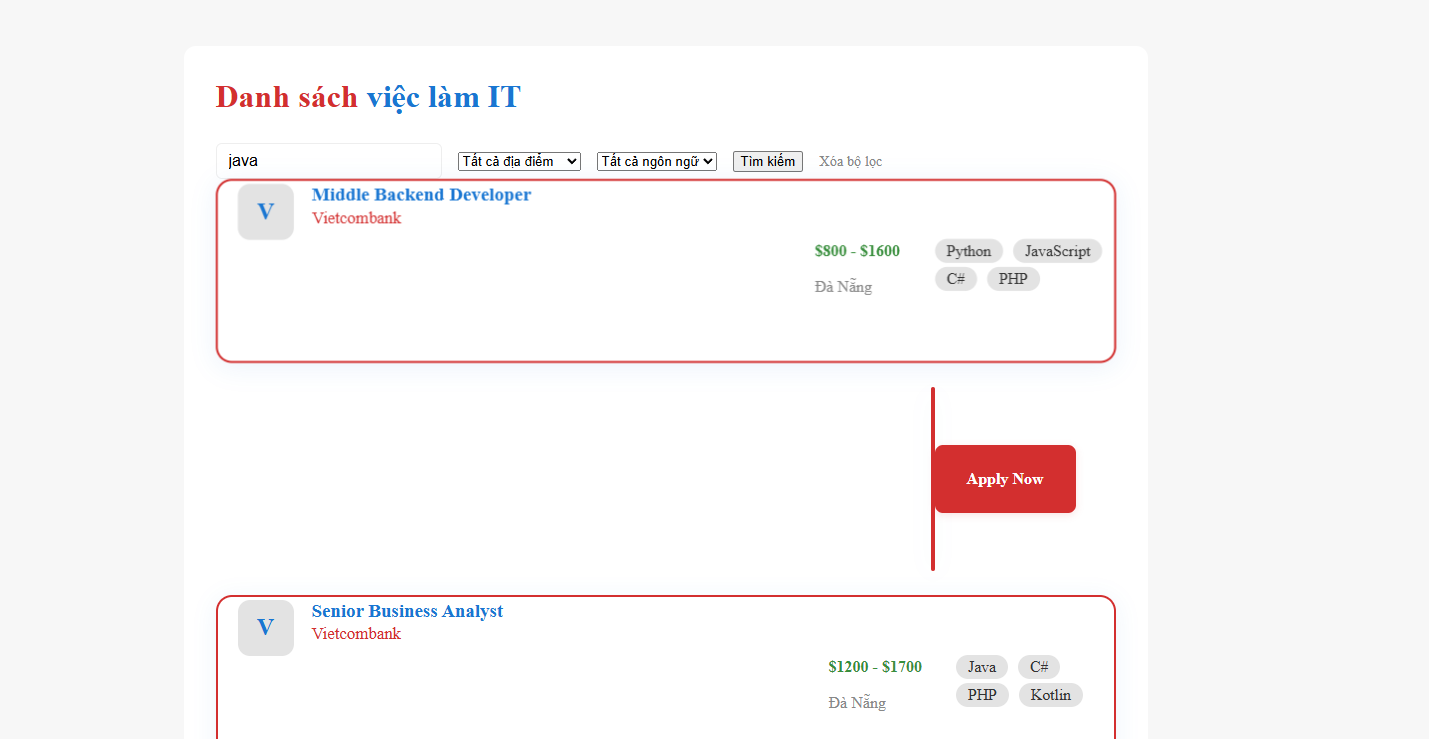 Danh sách việc làm IT
java Tất cả địa điểm Tất cả ngôn ngữ Tìm kiếm Xóa bộ lọc
V Middle Backend Developer
Vietcombank
$800 - $1600 Python JavaScript
C# PHP
Đà Nẵng
Apply Now
V Senior Business Analyst
Vietcombank
$1200 - $1700 Java C#
PHP Kotlin
Đà Nẵng